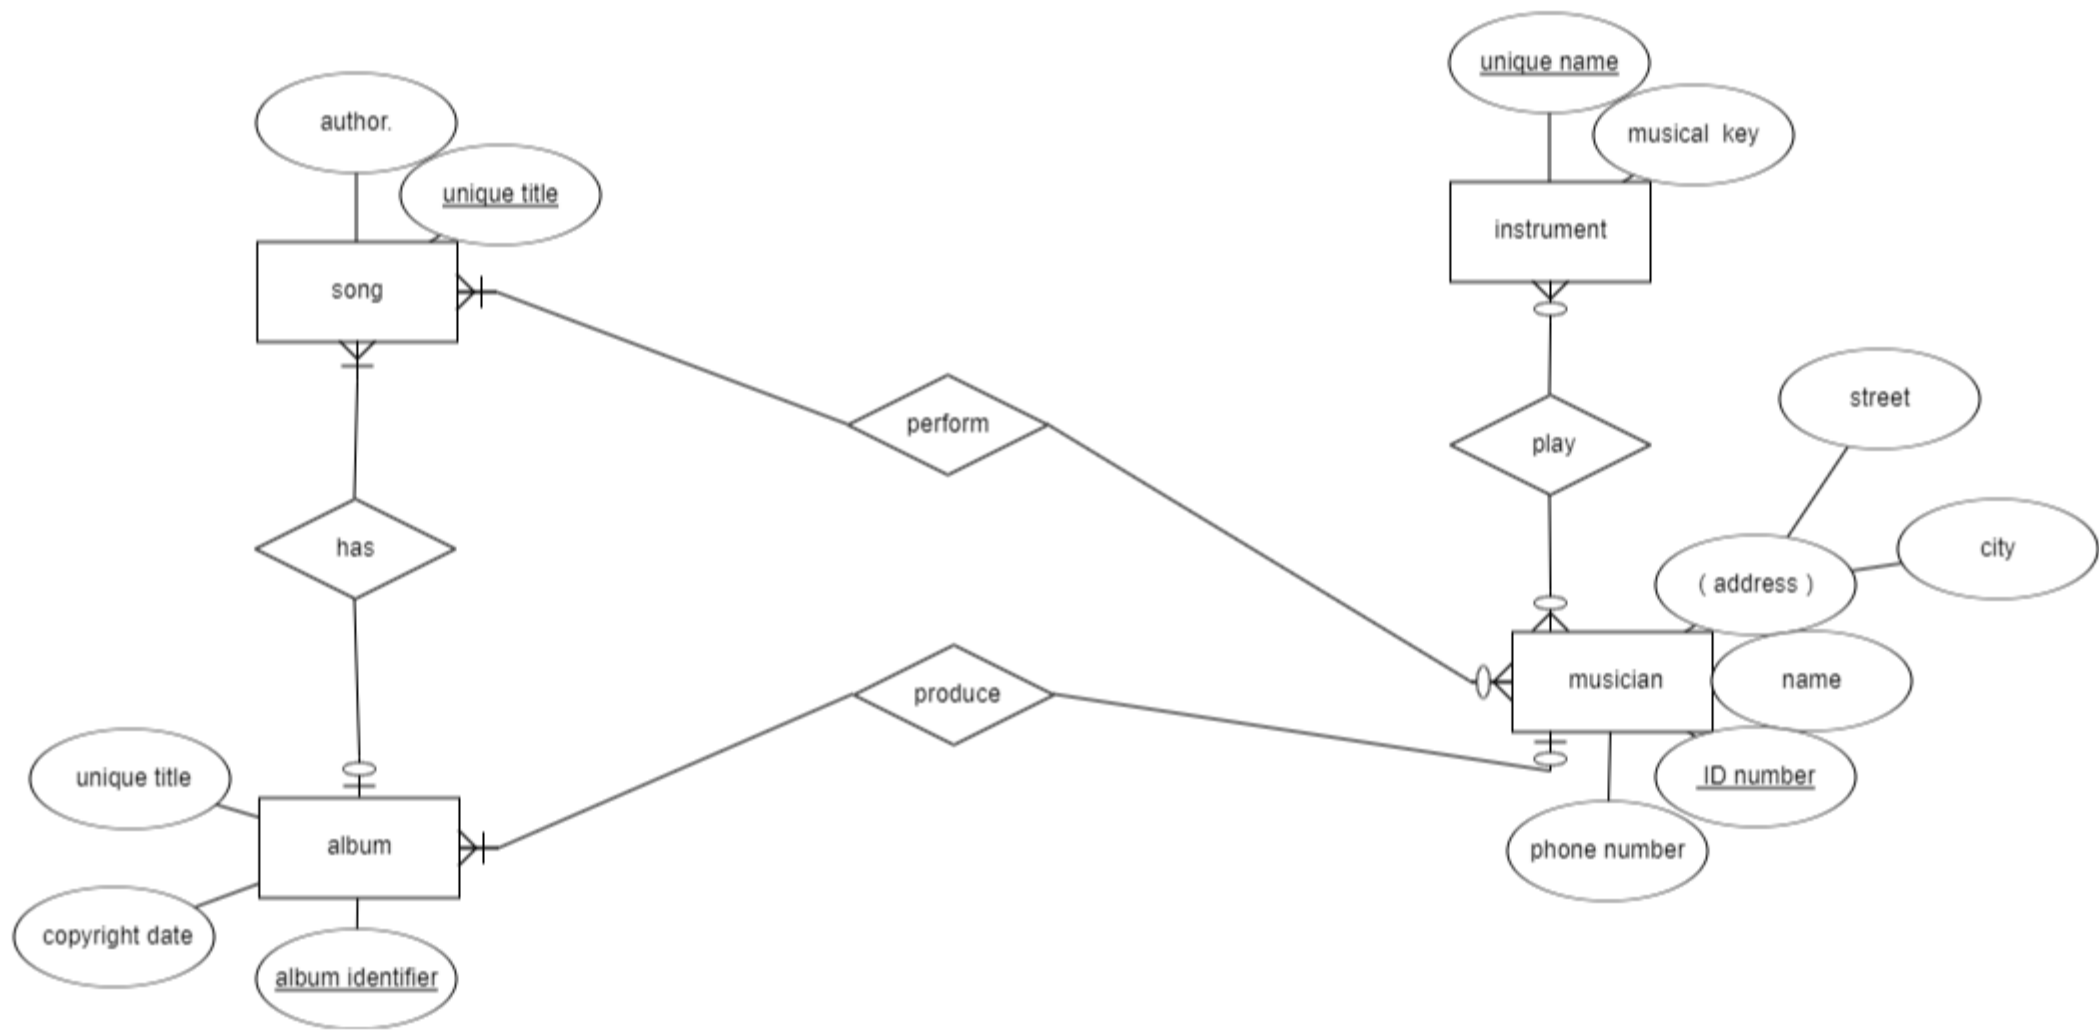 unique name
author.
musical key
unique title
instrument
song
street
perform
play
has
city
( address )
musician
name
produce
unique title
ID number
album
phone number
copyright date
album identifier